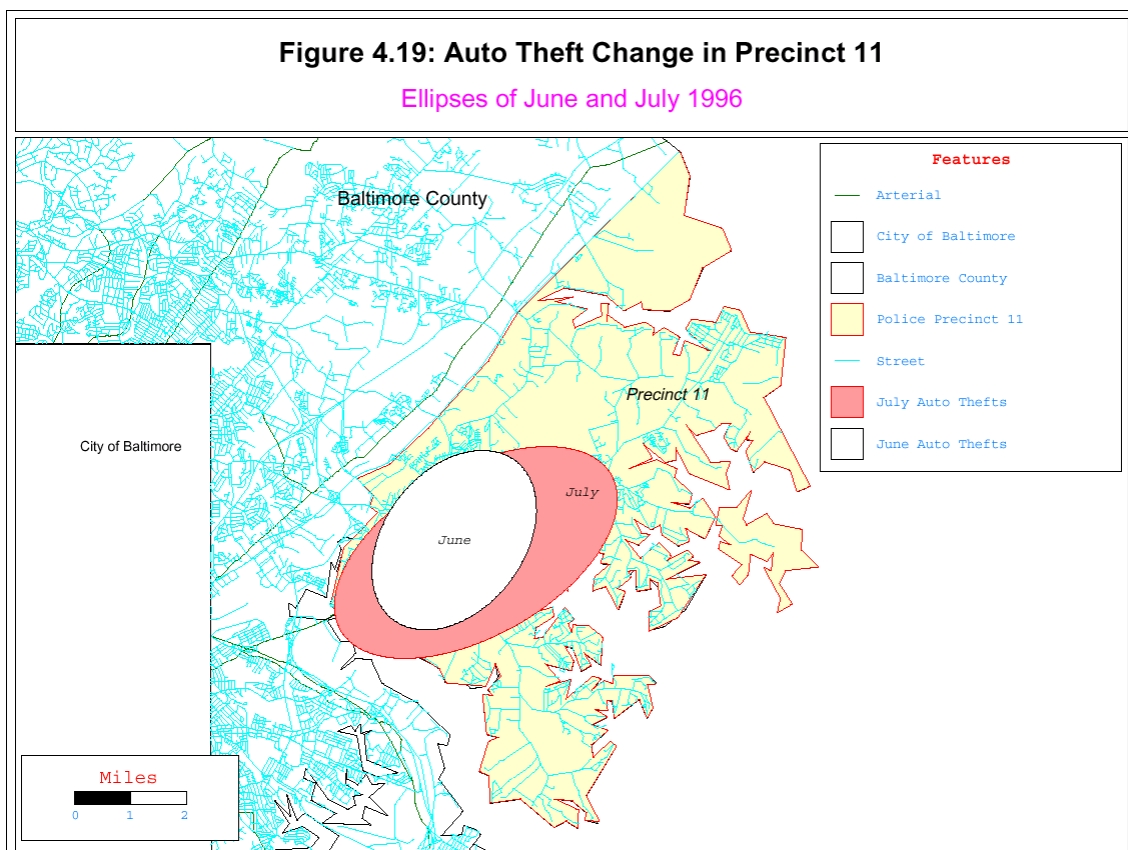 Figure 4.19: Auto Theft Change in Precinct 11
Ellipses of June and July 1996
Baltimore County
City of Baltimore
Precinct 11
July
June
Features
Arterial
City of Baltimore
Baltimore County
Police Precinct 11
Street
July Auto Thefts
June Auto Thefts
Miles
0 1 2